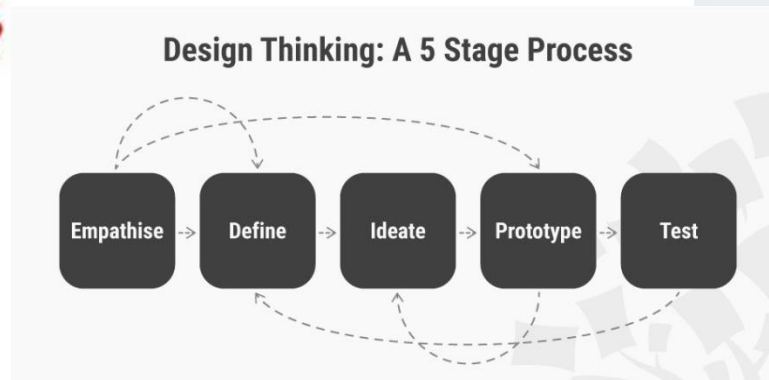 Design Thinking: A 5 Stage Process
Empathise
Define
Ideate
Prototype
Test